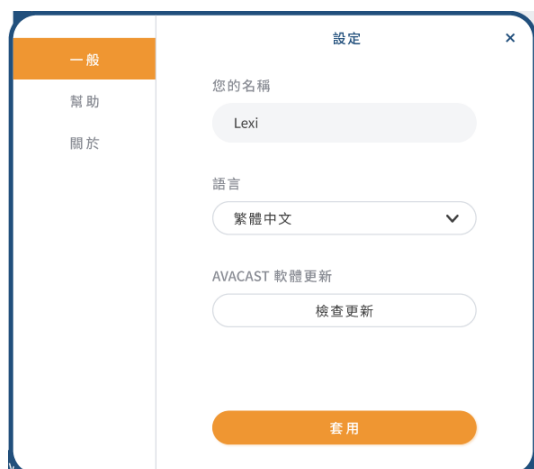 設定
×
一般
幫助
關於
您的名稱
Lexi
語言
繁體中文
AVACAST 軟體更新
檢查更新
套用